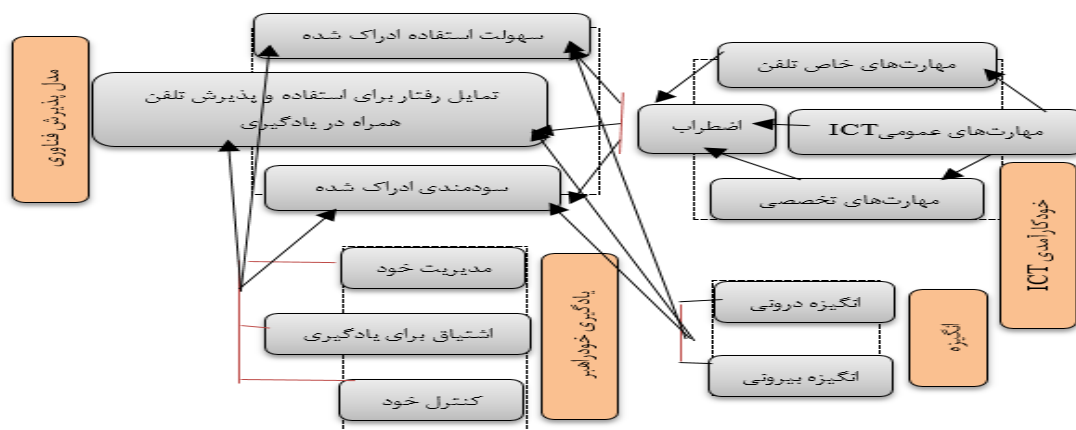 سهولت استفاده ادراک شده
مهارت‌های خاص تلفن
مدل پذیرش فناوری
تمایل رفتار برای استفاده و پذیرش تلفن
همراه در یادگیری
اضطراب
مهارت‌های عمومی ICT
سودمندی ادراک شده
مهارت‌های تخصصی
خودکارآمدی ICT
مدیریت خود
یادگیری خودراهبر
انگیزه درونی
انگیزه
اشتیاق برای یادگیری
انگیزه بیرونی
کنترل خود